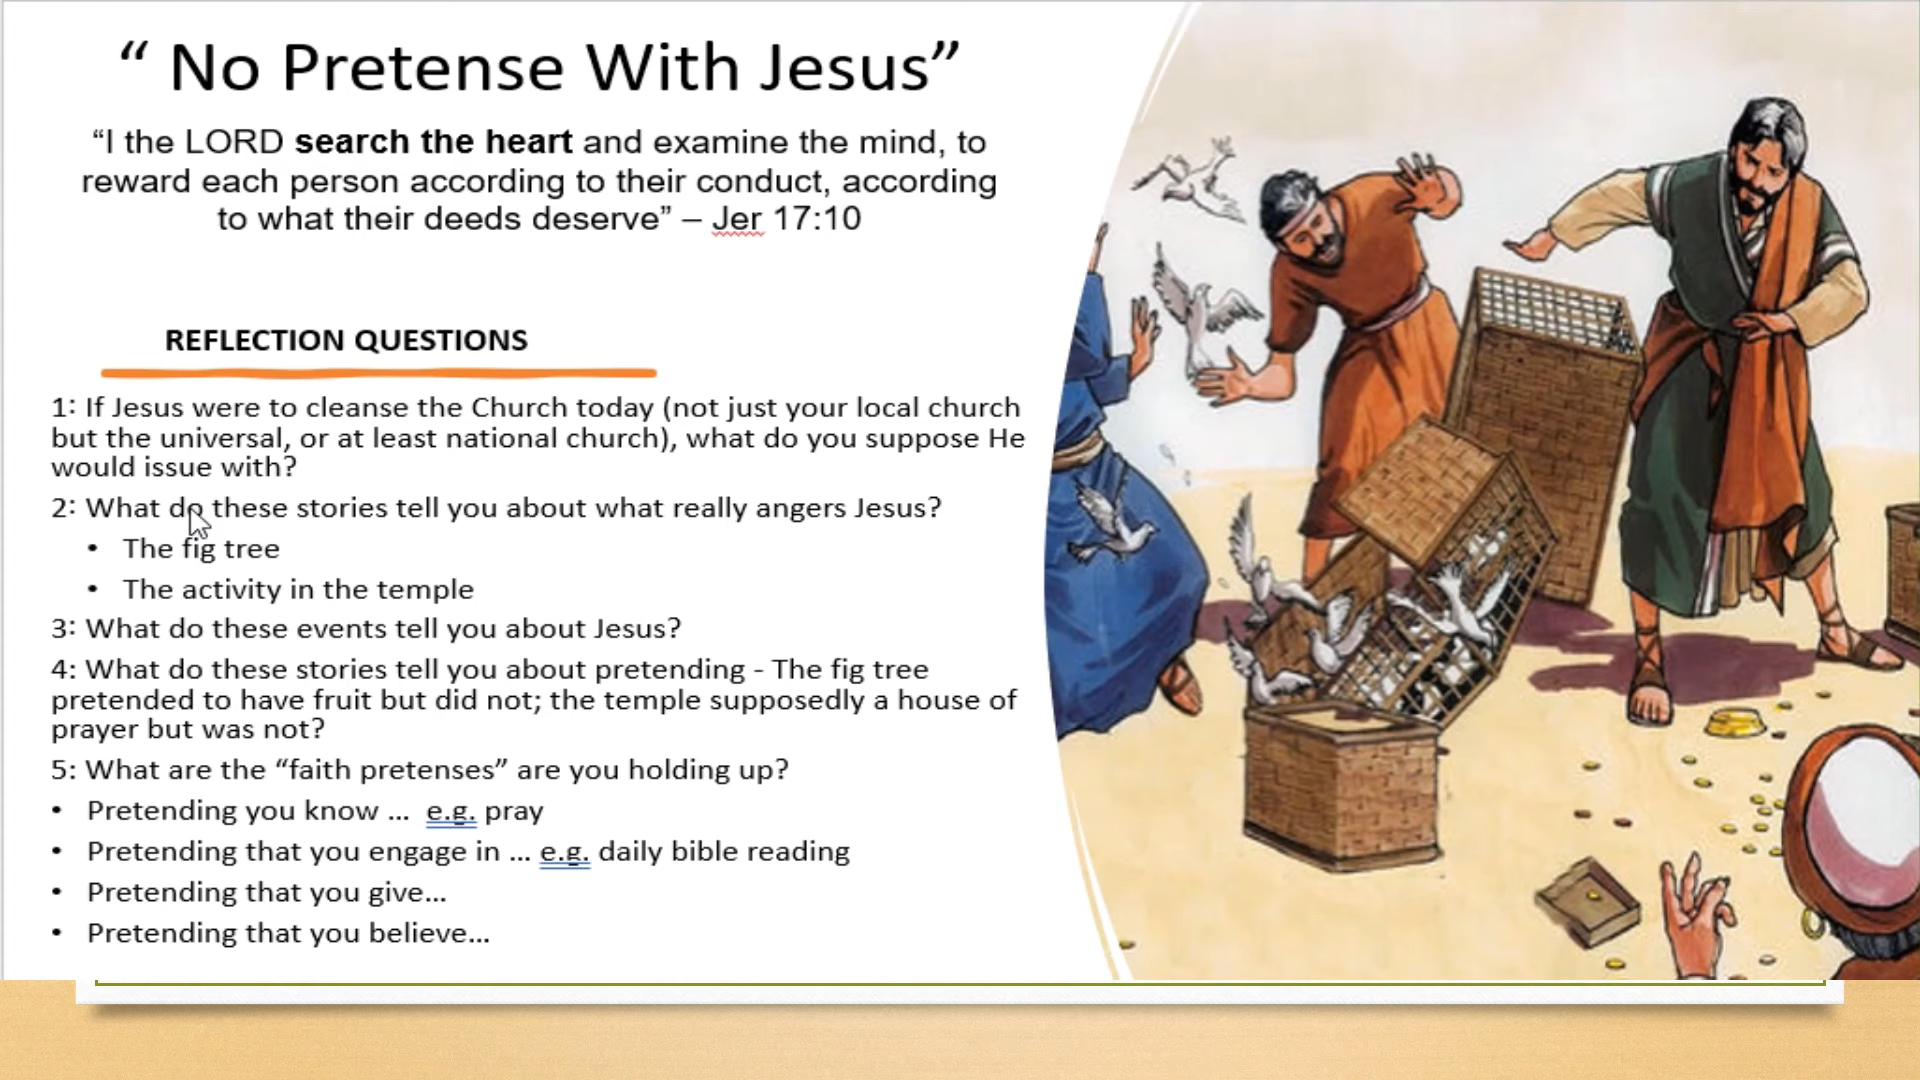 “ No Pretense With Jesus”
“I the LORD search the heart and examine the mind, to
reward each person according to their conduct, according
to what their deeds deserve” – Jer 17:10
REFLECTION QUESTIONS
1: If Jesus were to cleanse the Church today (not just your local church
but the universal, or at least national church), what do you suppose He
would issue with?
2: What do these stories tell you about what really angers Jesus?
• The fig tree
• The activity in the temple
3: What do these events tell you about Jesus?
4: What do these stories tell you about pretending - The fig tree
pretended to have fruit but did not; the temple supposedly a house of
prayer but was not?
5: What are the “faith pretenses” are you holding up?
• Pretending you know ... e.g. pray
• Pretending that you engage in ... e.g. daily bible reading
• Pretending that you give...
• Pretending that you believe...